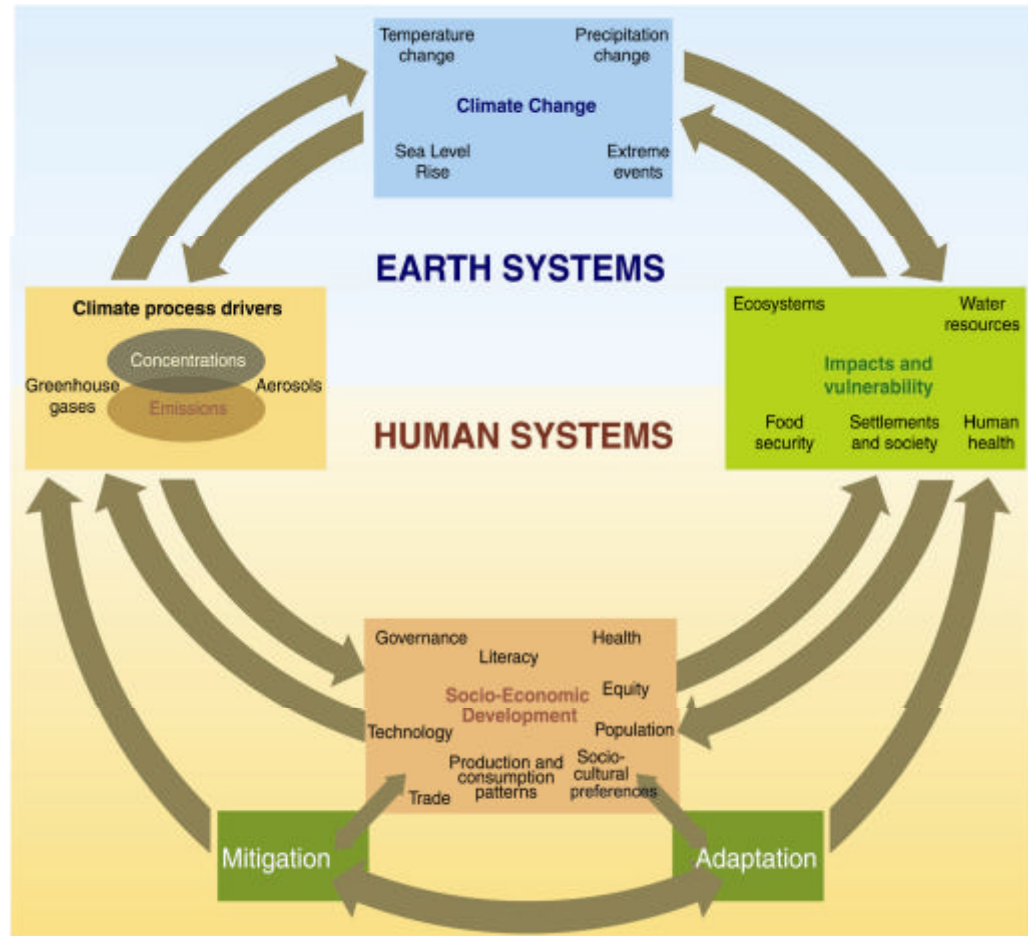 Temperature
change
Precipitation
change
Climate Change
Sea Level
Rise
Extreme
events
EARTH SYSTEMS
Climate process drivers
Concentrations
Greenhouse
gases
Aerosols
Emissions
Ecosystems
Water
resources
Impacts and
vulnerability
Food
security
Settlements
and society
Human
health
HUMAN SYSTEMS
Governance
Literacy
Health
Socio-Economic
Development
Equity
Technology
Population
Production and
consumption
patterns
Socio-
cultural
preferences
Trade
Mitigation
Adaptation